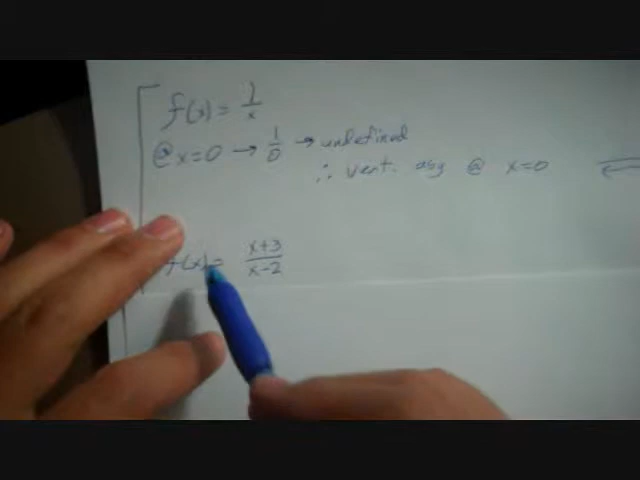 f(x) = 1/x
@ x=0 → 1/0 → undefined
∴ vert. asy @ x=0
f(x) = x+3/x-2